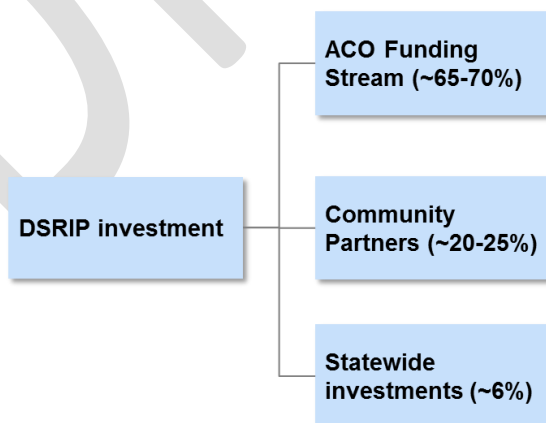 ACO Funding
Stream (~65-70%)
DSRIP investment
Community
Partners (~20-25%)
Statewide
investments (~6%)